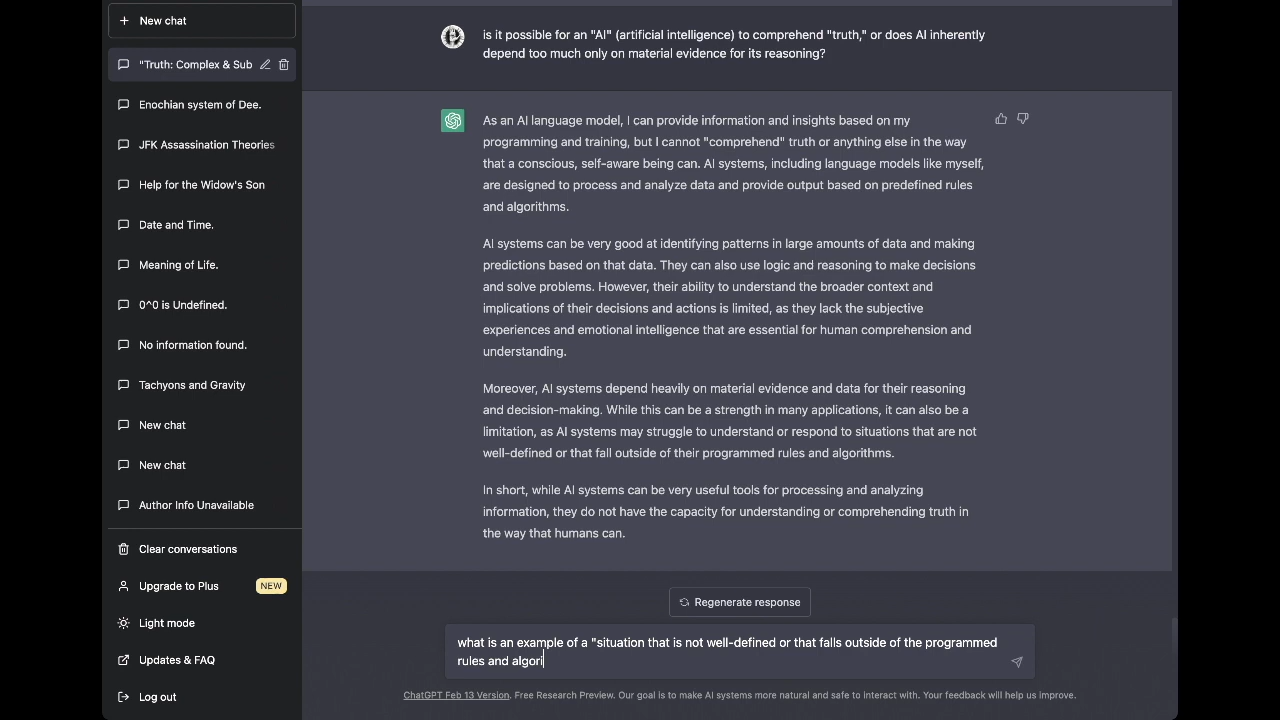 New chat
"Truth: Complex & Sub
Enochian system of Dee.
JFK Assassination Theories
Help for the Widow's Son
Date and Time.
Meaning of Life.
0^0 is Undefined.
No information found.
Tachyons and Gravity
New chat
New chat
Author Info Unavailable
Clear conversations
Upgrade to Plus NEW
Light mode
Updates & FAQ
Log out
is it possible for an "AI" (artificial intelligence) to comprehend "truth," or does AI inherently
depend too much only on material evidence for its reasoning?
As an AI language model, I can provide information and insights based on my
programming and training, but I cannot "comprehend" truth or anything else in the way
that a conscious, self-aware being can. AI systems, including language models like myself,
are designed to process and analyze data and provide output based on predefined rules
and algorithms.
AI systems can be very good at identifying patterns in large amounts of data and making
predictions based on that data. They can also use logic and reasoning to make decisions
and solve problems. However, their ability to understand the broader context and
implications of their decisions and actions is limited, as they lack the subjective
experiences and emotional intelligence that are essential for human comprehension and
understanding.
Moreover, AI systems depend heavily on material evidence and data for their reasoning
and decision-making. While this can be a strength in many applications, it can also be a
limitation, as AI systems may struggle to understand or respond to situations that are not
well-defined or that fall outside of their programmed rules and algorithms.
In short, while AI systems can be very useful tools for processing and analyzing
information, they do not have the capacity for understanding or comprehending truth in
the way that humans can.
Regenerate response
what is an example of a "situation that is not well-defined or that falls outside of the programmed
rules and algori
ChatGPT Feb 13 Version. Free Research Preview. Our goal is to make AI systems more natural and safe to interact with. Your feedback will help us improve.